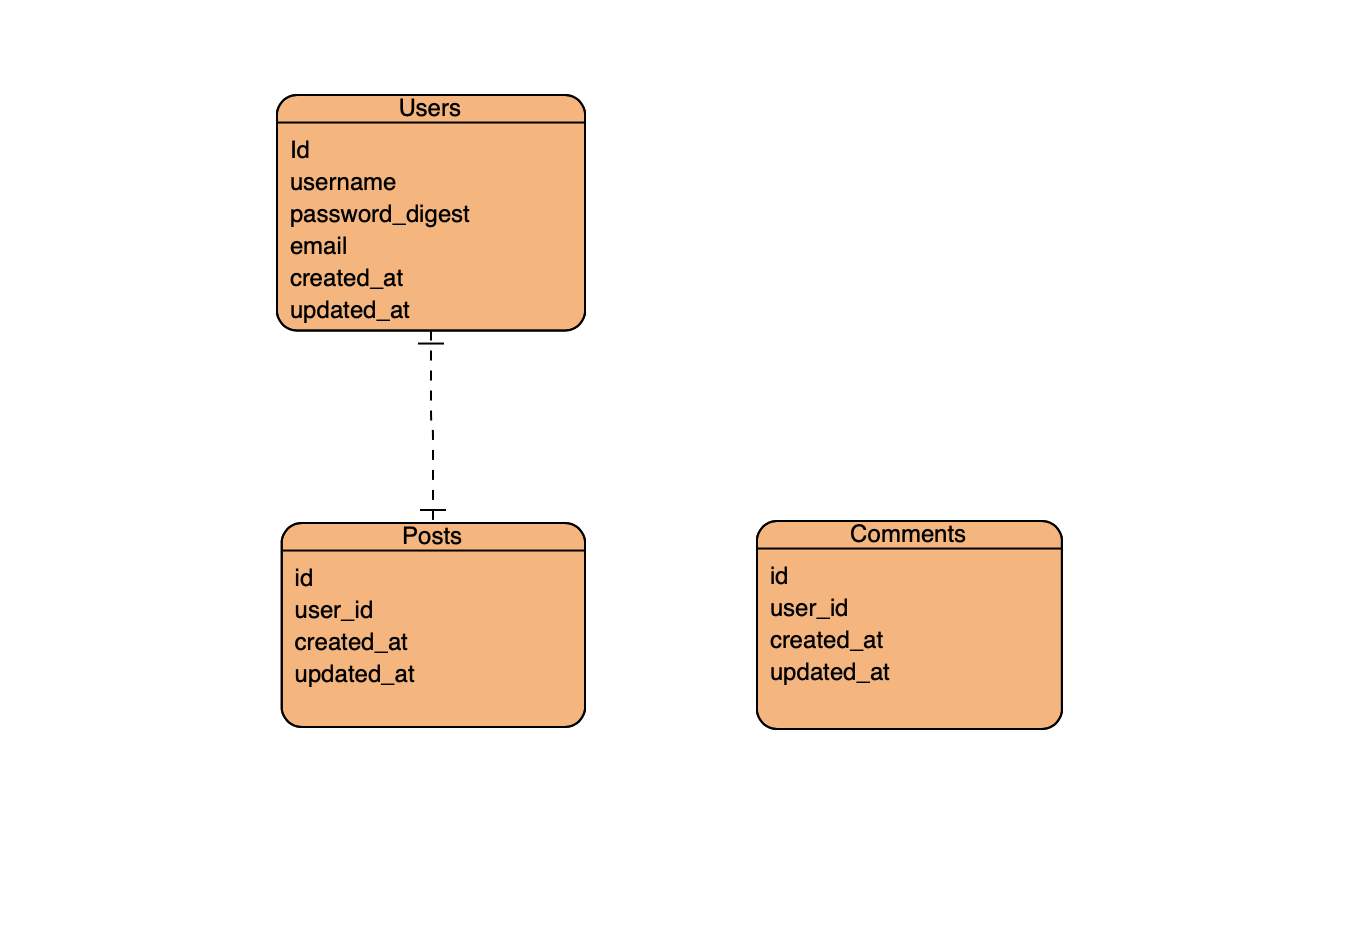 Users
Id
username
password_digest
email
created_at
updated_at
Posts
id
user_id
created_at
updated_at
Comments
id
user_id
created_at
updated_at